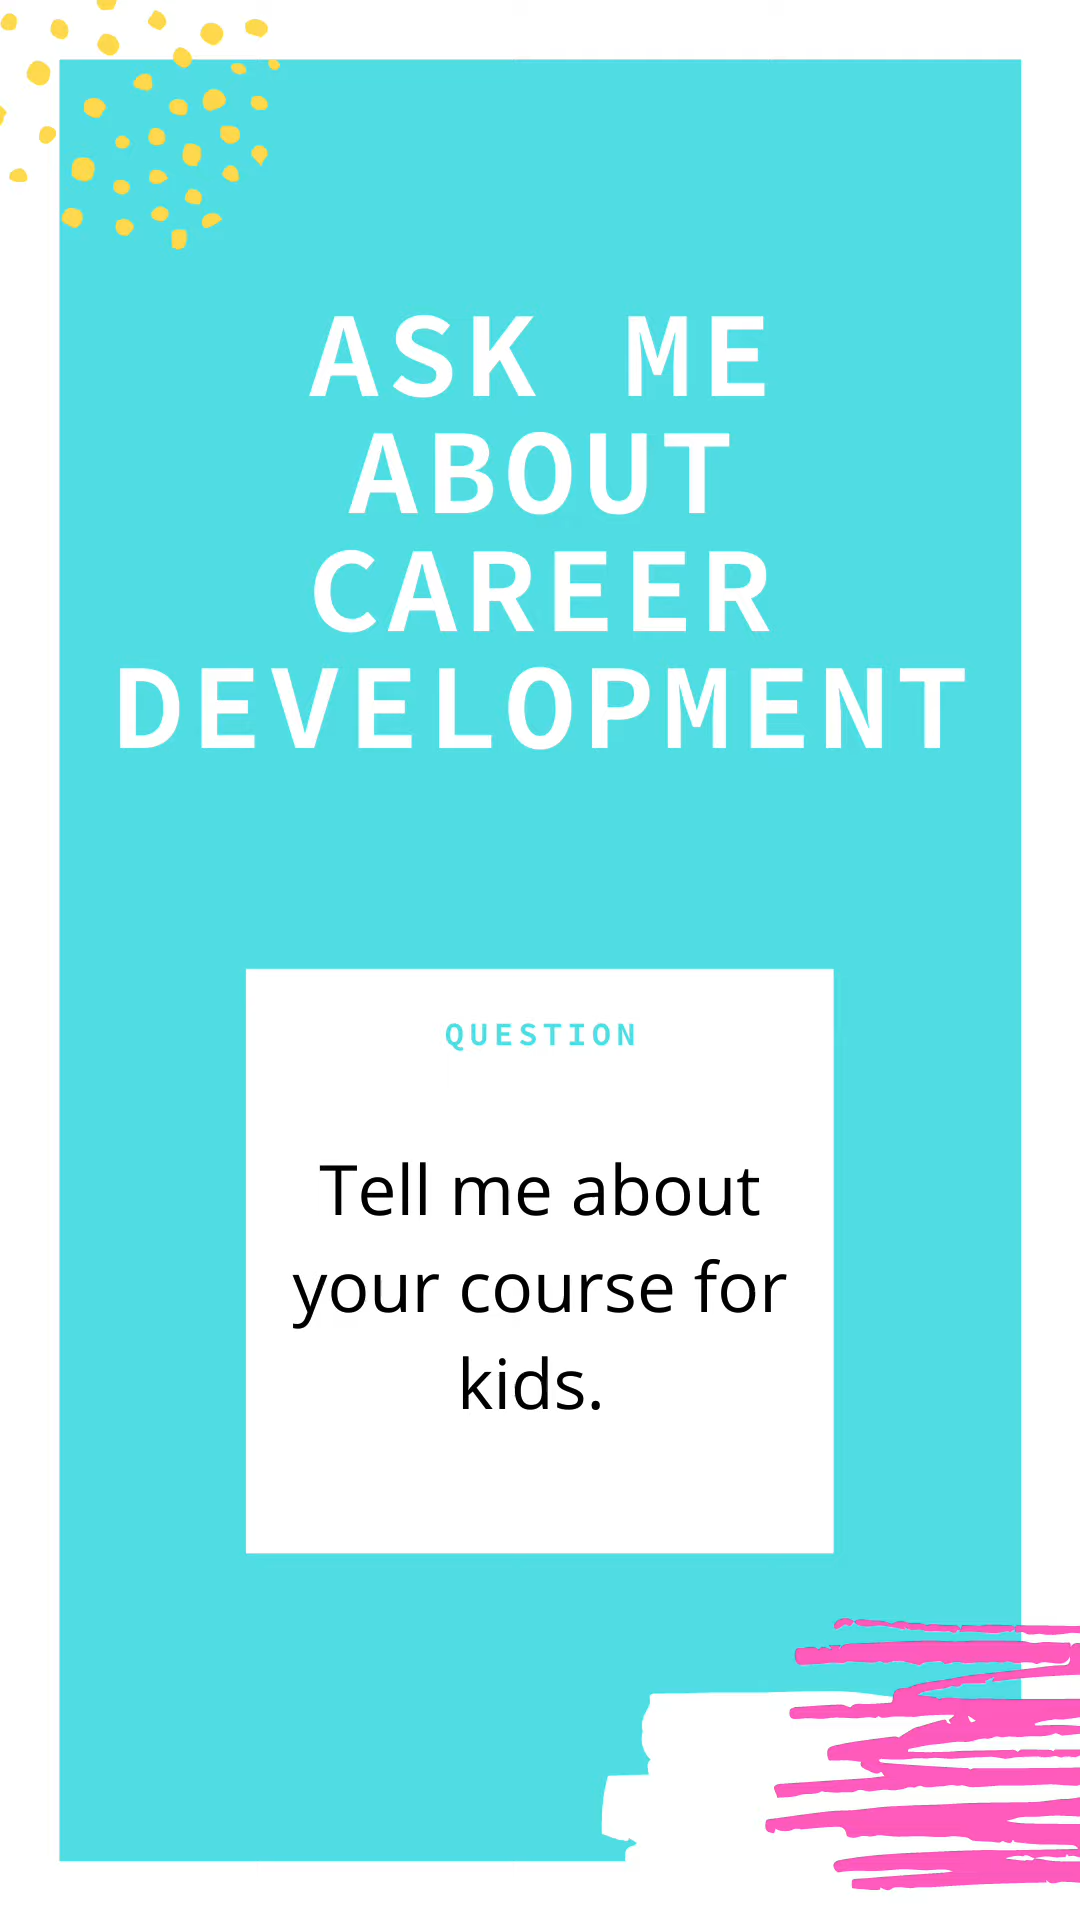 ASK ME
ABOUT
CAREER
DEVELOPMENT
QUESTION
Tell me about
your course for
kids.